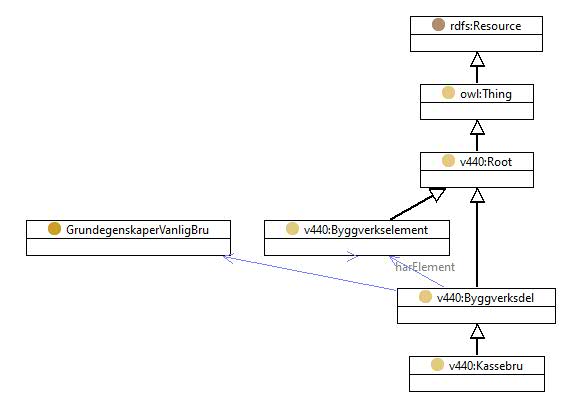 rdfs:Resource
owl:Thing
v440:Root
GrundegenskaperVanligBru
v440:Byggverkselement
harElement
v440:Byggverksdel
v440:Kassebru